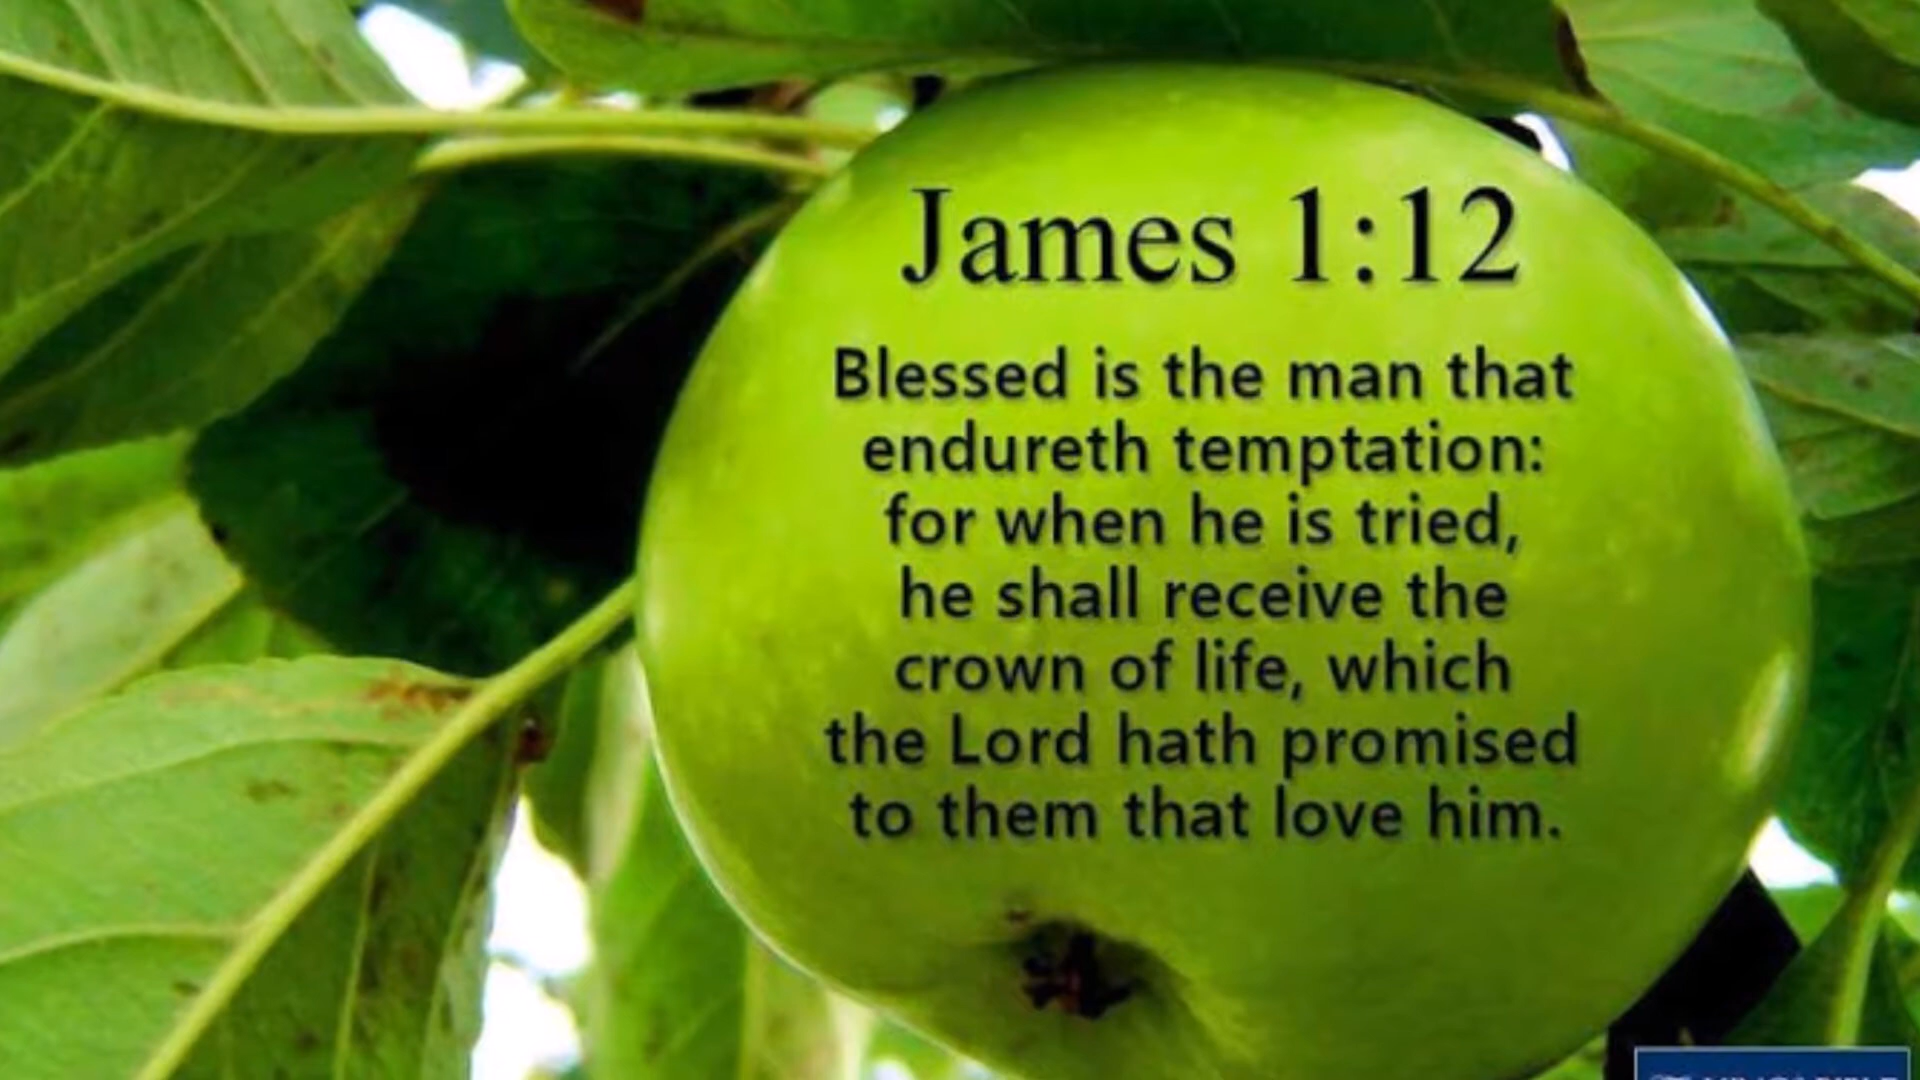 James 1:12
Blessed is the man that
endureth temptation:
for when he is tried,
he shall receive the
crown of life, which
the Lord hath promised
to them that love him.